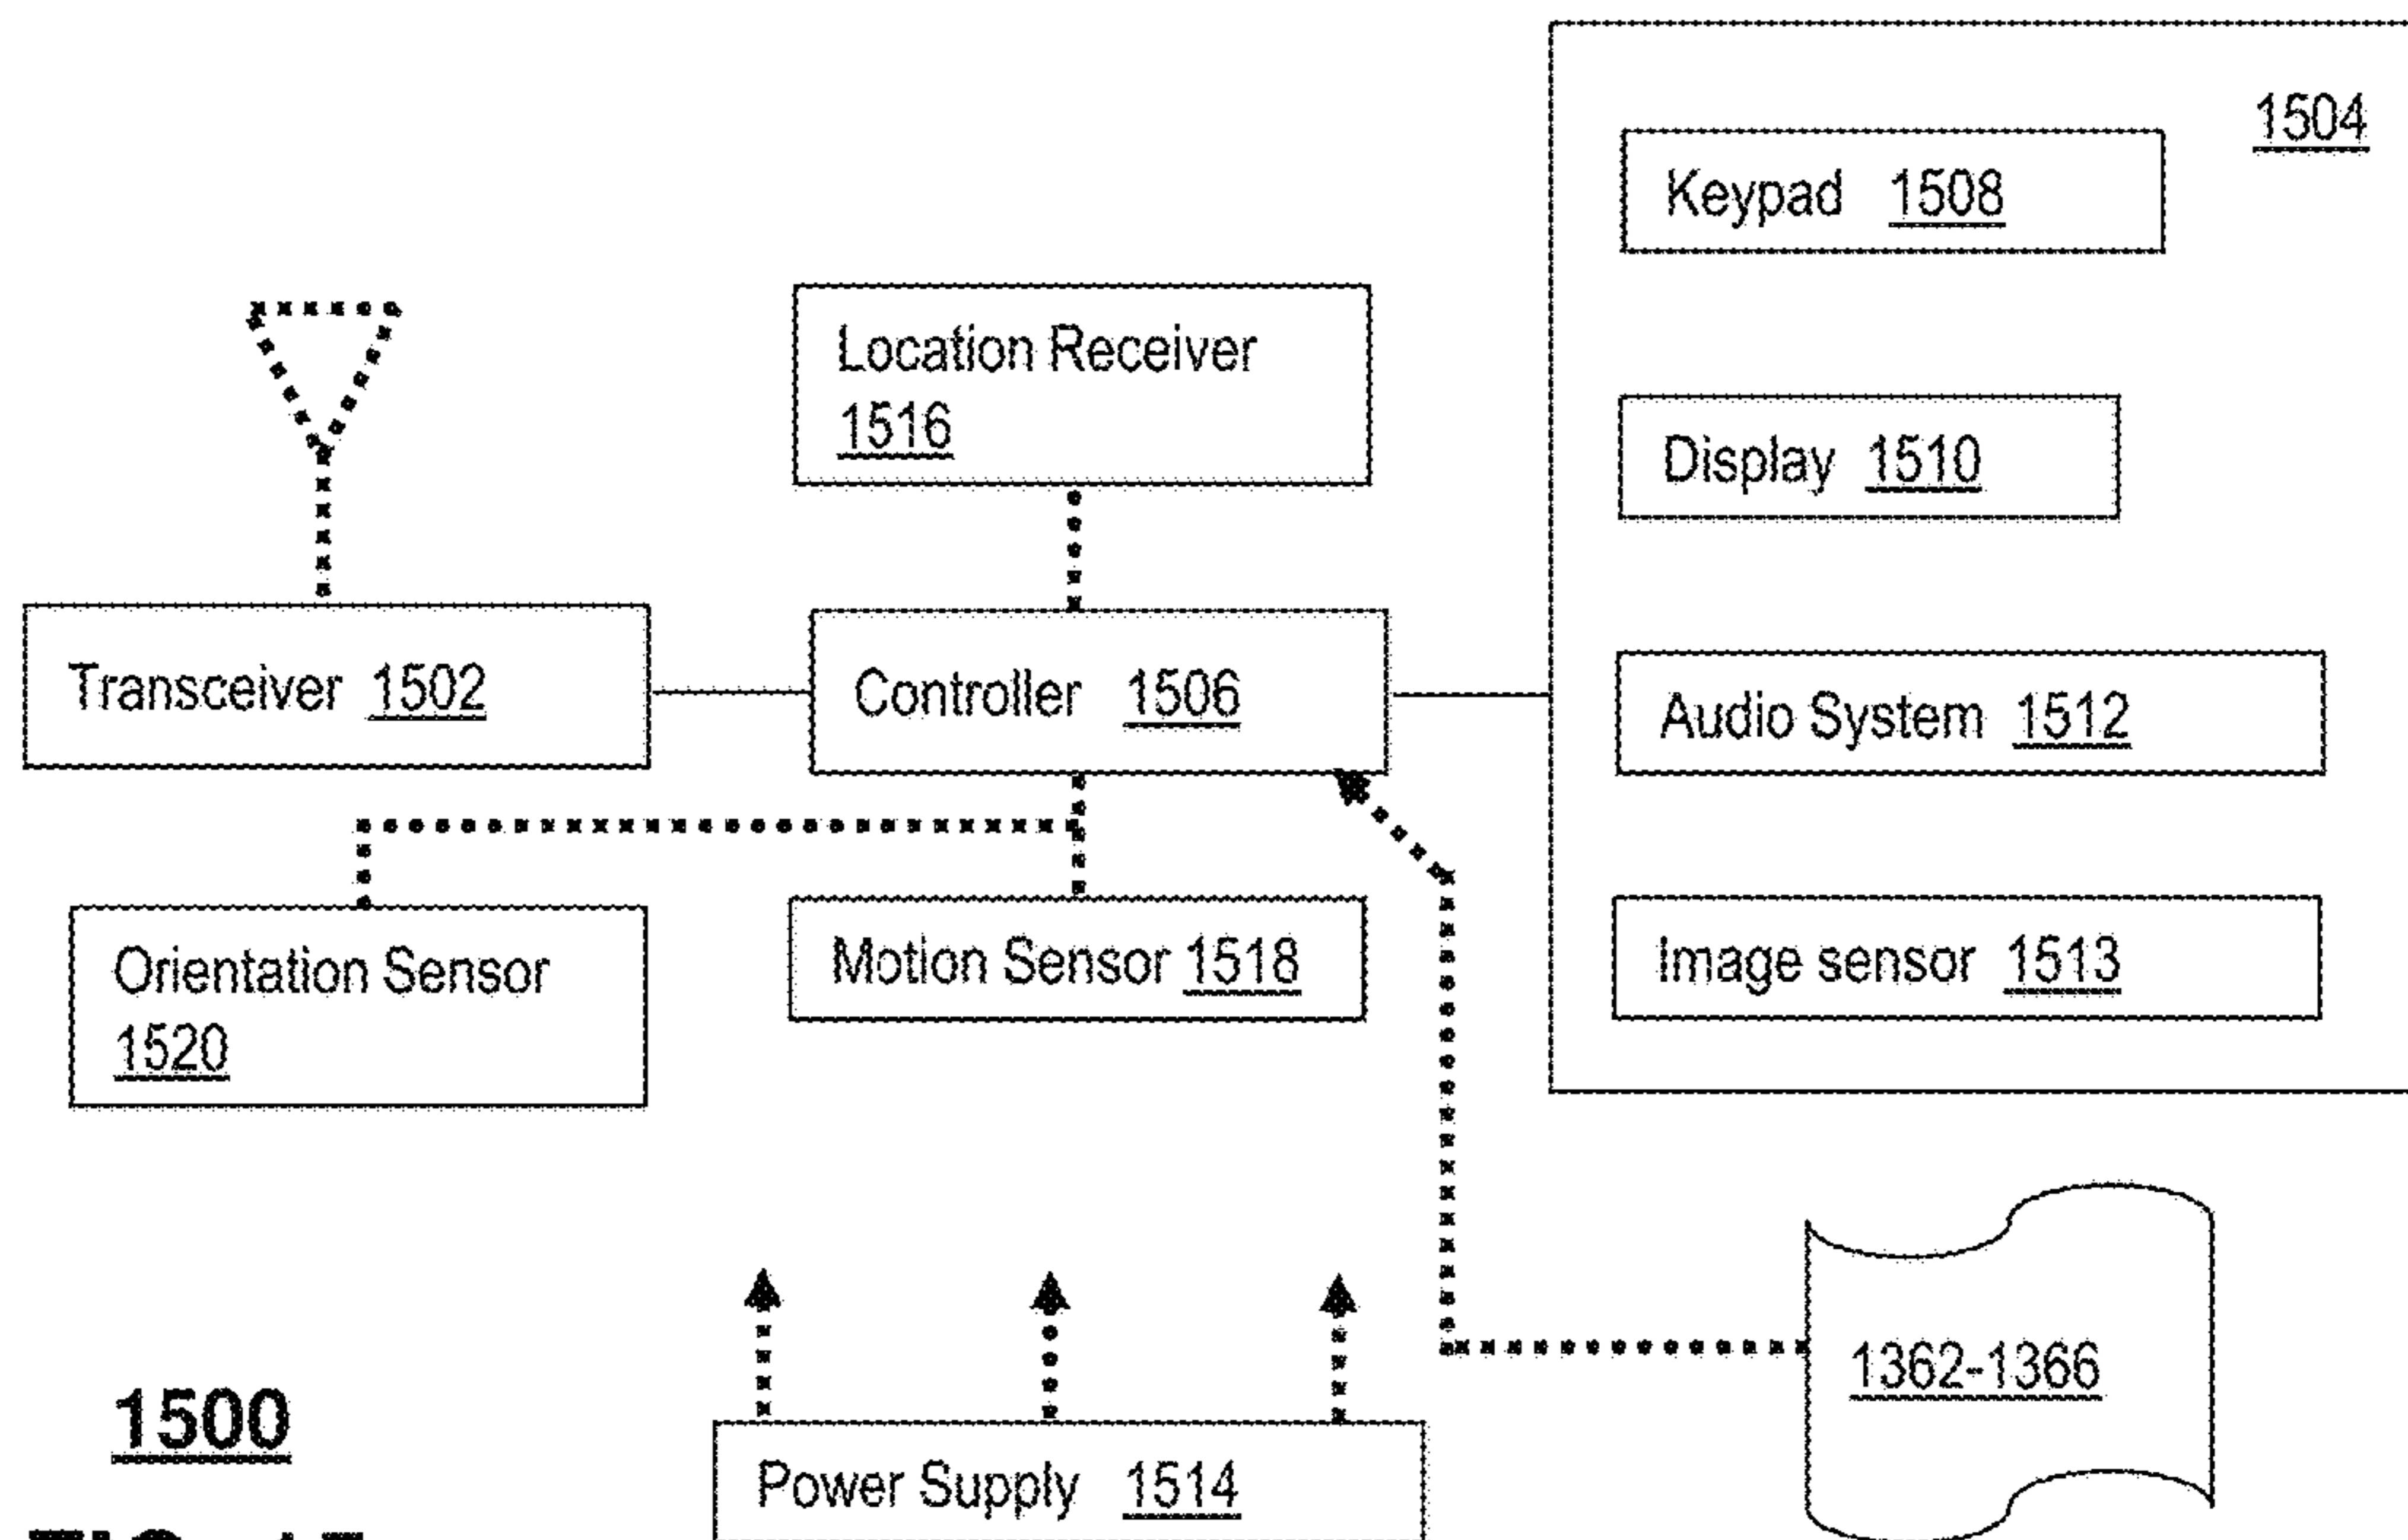 1504
Keypad 1508
Location Receiver
1516
Display 1510
Transceiver 1502
Controller 1506
Audio System 1512
Orientation Sensor
1520
Motion Sensor 1518
Image sensor 1513
1362-1366
1500
Power Supply 1514